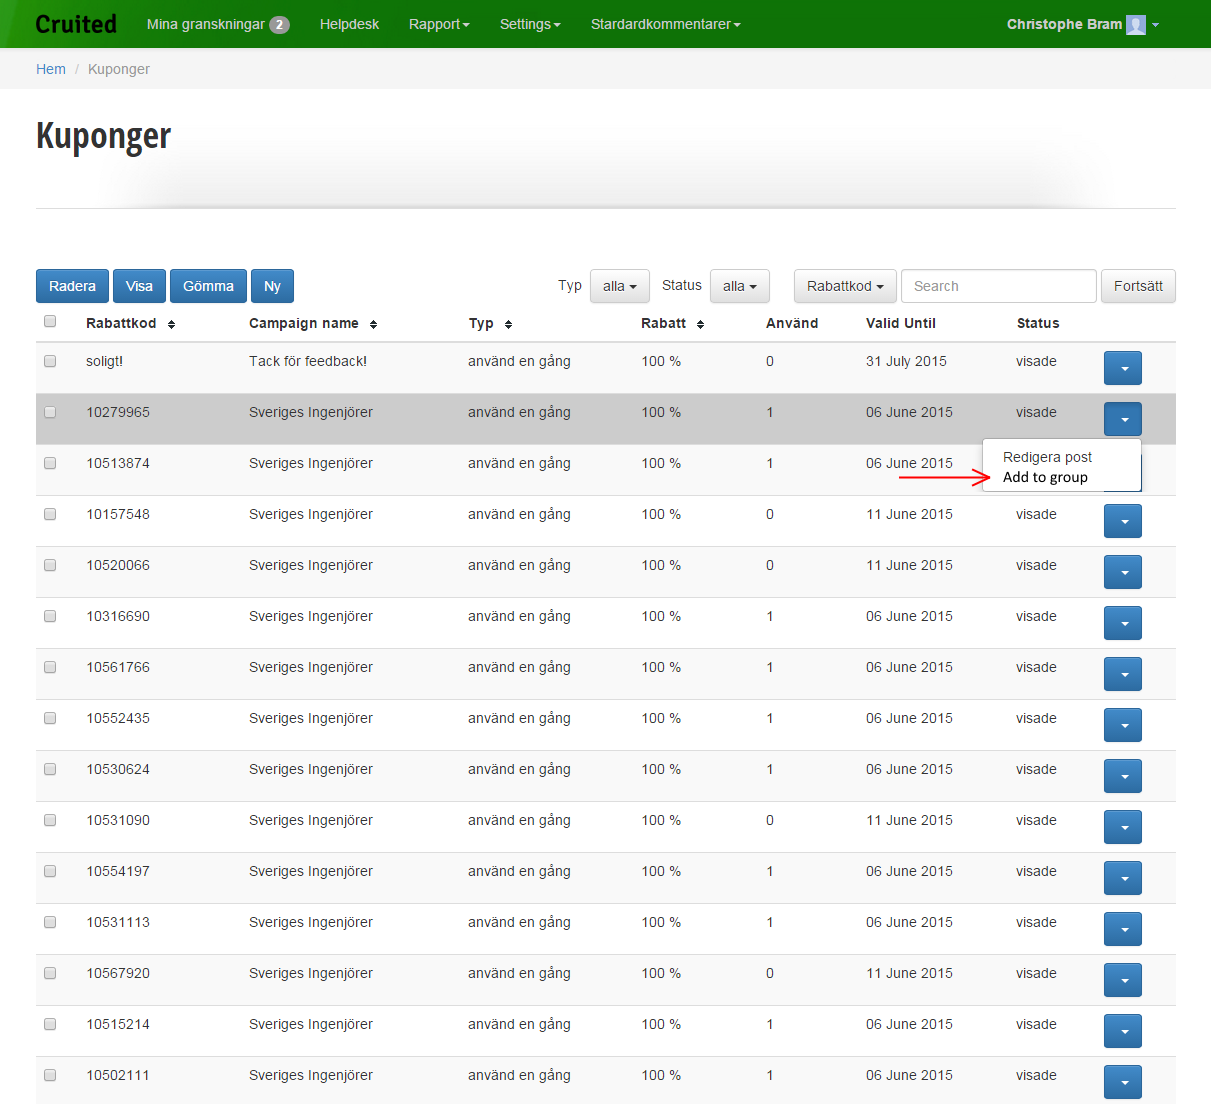 Cruited Mina granskningar 2 Helpdesk Rapport Settings Stardardkommentarer Christophe Bram
Hem / Kuponger
Kuponger
Radera Visa Gömma Ny Typ alla Status alla Rabattkod Search Fortsätt
Rabattkod Campaign name Typ Rabatt Använd Valid Until Status
soligt! Tack för feedback! använd en gång 100 % 0 31 July 2015 visade
10279965 Sveriges Ingenjörer använd en gång 100 % 1 06 June 2015 visade
Redigera post
10513874 Sveriges Ingenjörer använd en gång 100 % 1 06 June 2015
Add to group
10157548 Sveriges Ingenjörer använd en gång 100 % 0 11 June 2015 visade
10520066 Sveriges Ingenjörer använd en gång 100 % 0 11 June 2015 visade
10316690 Sveriges Ingenjörer använd en gång 100 % 1 06 June 2015 visade
10561766 Sveriges Ingenjörer använd en gång 100 % 1 06 June 2015 visade
10552435 Sveriges Ingenjörer använd en gång 100 % 1 06 June 2015 visade
10530624 Sveriges Ingenjörer använd en gång 100 % 1 06 June 2015 visade
10531090 Sveriges Ingenjörer använd en gång 100 % 0 11 June 2015 visade
10554197 Sveriges Ingenjörer använd en gång 100 % 1 06 June 2015 visade
10531113 Sveriges Ingenjörer använd en gång 100 % 1 06 June 2015 visade
10567920 Sveriges Ingenjörer använd en gång 100 % 0 11 June 2015 visade
10515214 Sveriges Ingenjörer använd en gång 100 % 1 06 June 2015 visade
10502111 Sveriges Ingenjörer använd en gång 100 % 1 06 June 2015 visade